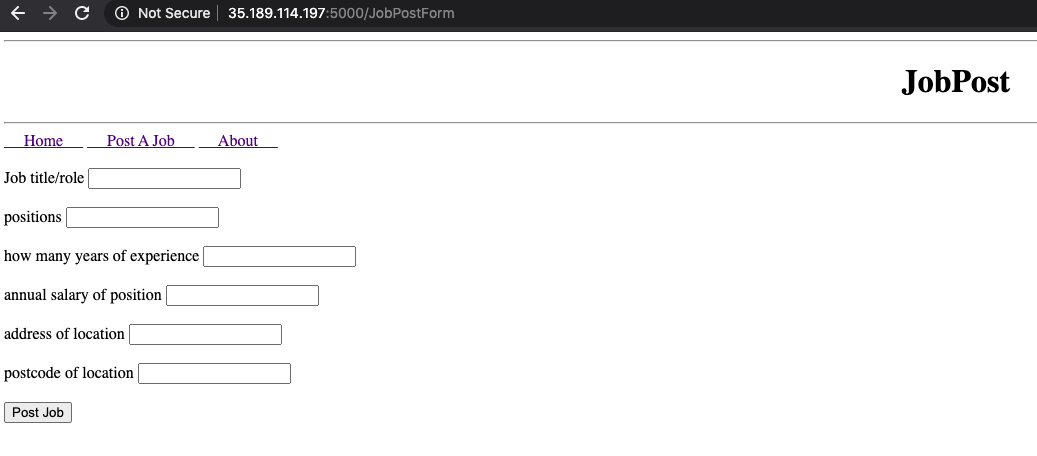 Not Secure 35.189.114.197:5000/JobPostForm
JobPost
Home Post A Job About
Job title/role
positions
how many years of experience
annual salary of position
address of location
postcode of location
Post Job